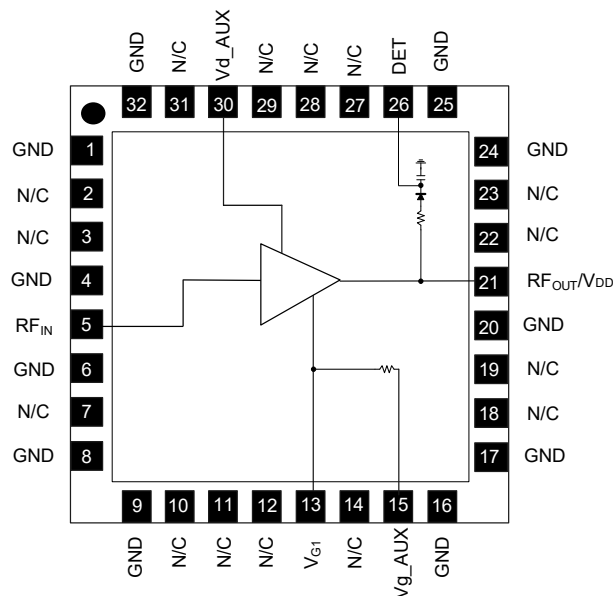 GND
N/C
Vd_AUX
N/C
N/C
N/C
DET
GND
32
31
30
29
28
27
26
25
GND 1
N/C 2
N/C 3
GND 4
RFIN 5
GND 6
N/C 7
GND 8
24 GND
23 N/C
22 N/C
21 RFOUT/VDD
20 GND
19 N/C
18 N/C
17 GND
9
10
11
12
13
14
15
16
GND
N/C
N/C
N/C
VG1
N/C
Vg_AUX
GND